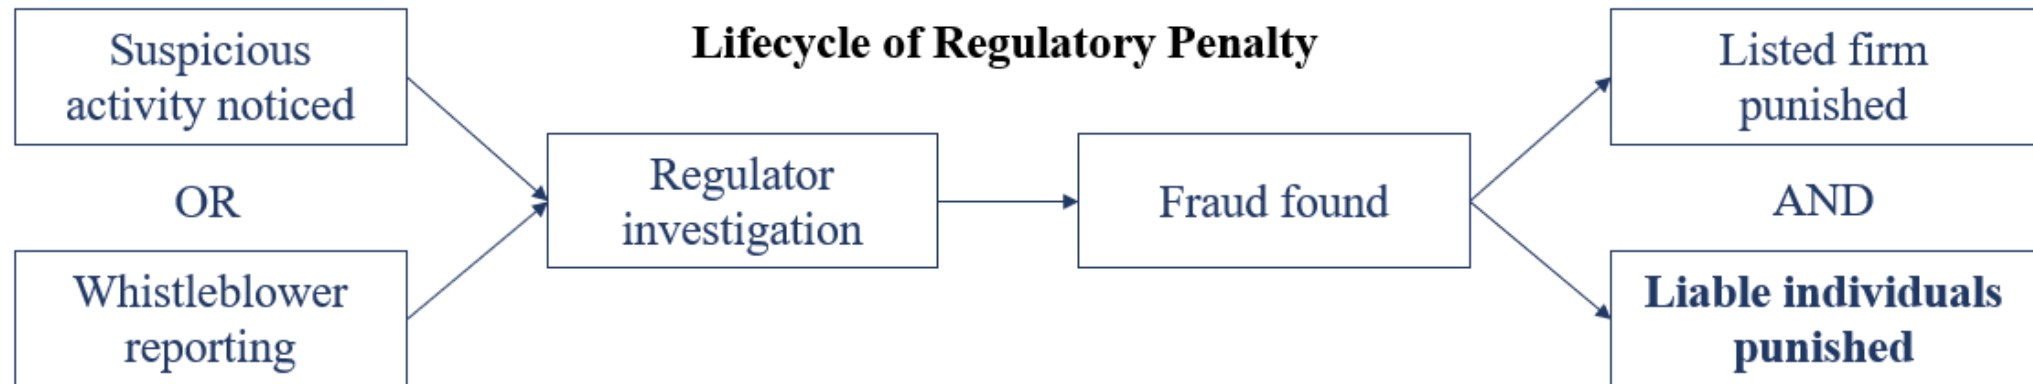 Lifecycle of Regulatory Penalty
Suspicious
activity noticed
OR
Whistleblower
reporting
Regulator
investigation
Fraud found
Listed firm
punished
AND
Liable individuals
punished